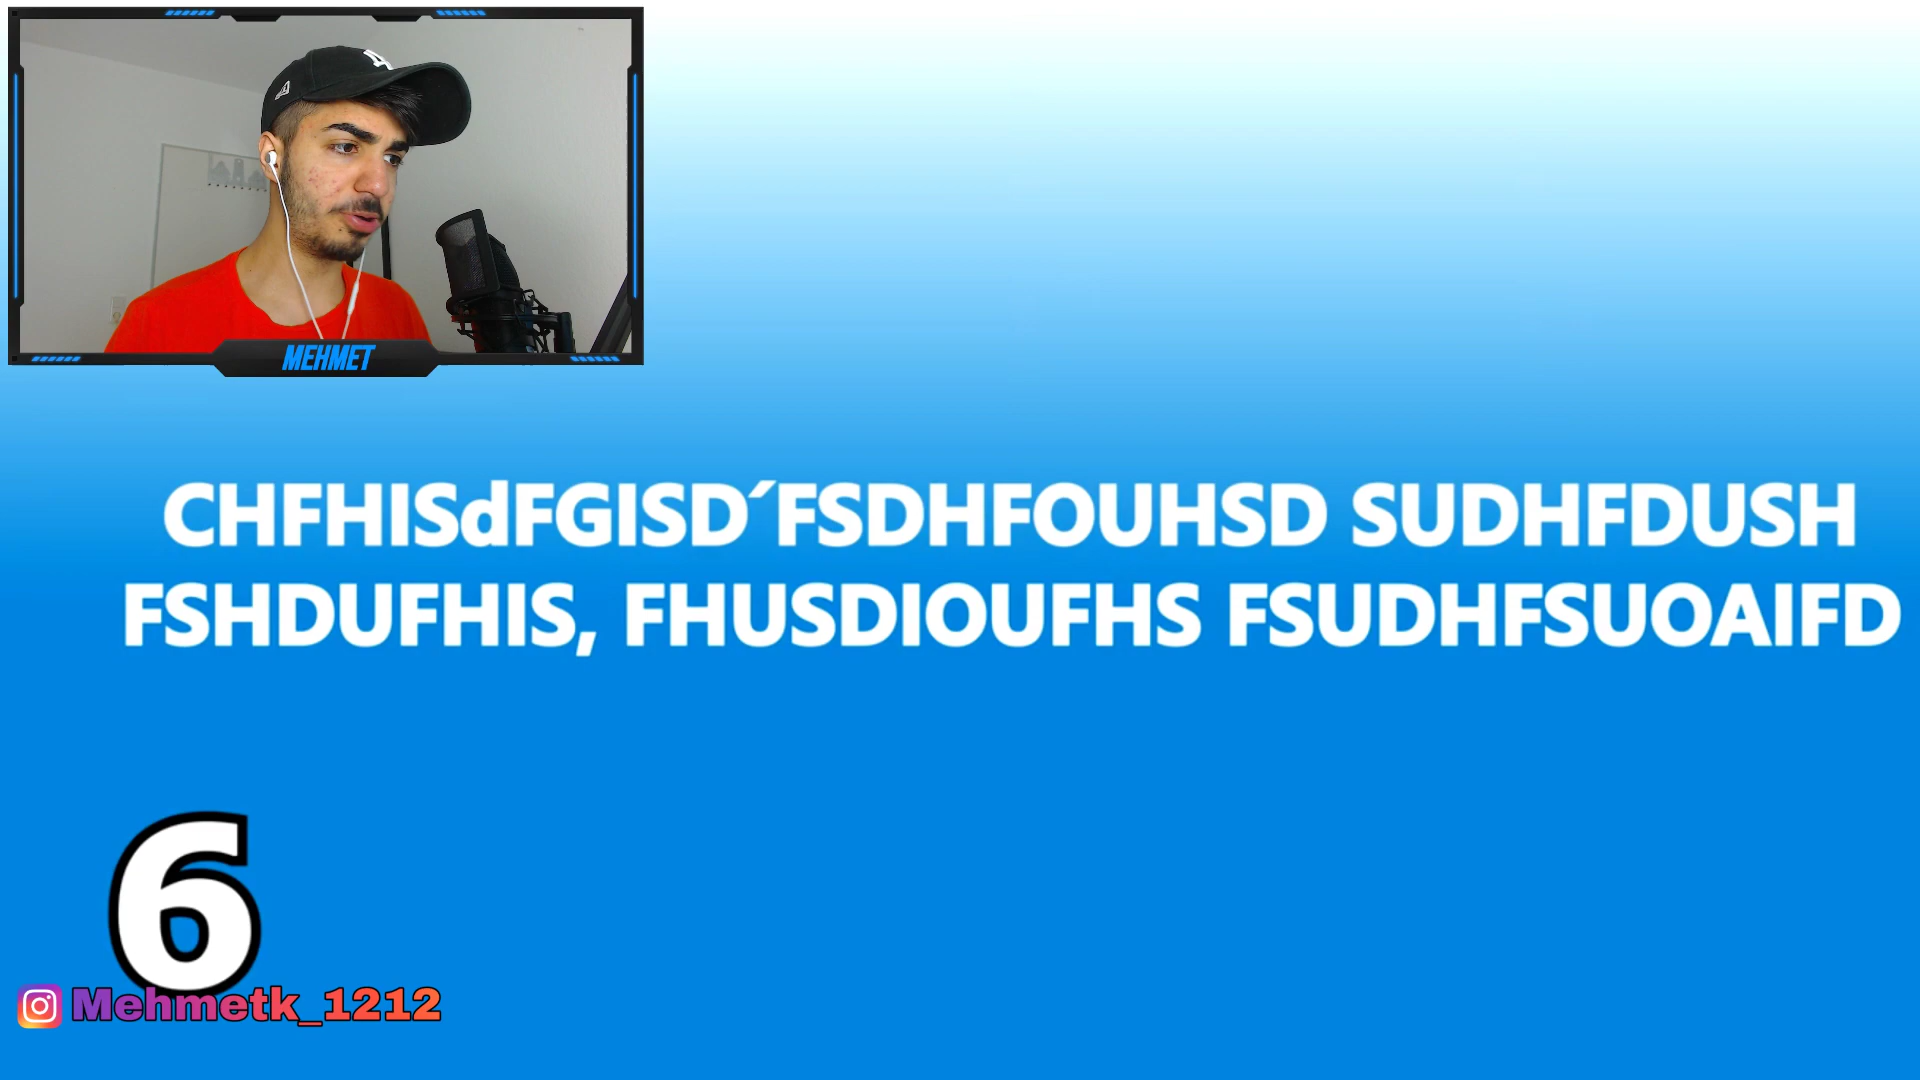 MEHMET
CHFHISdFGISD´FSDHFOUHSD SUDHFDUSH
FSHDUFHIS, FHUSDIOUFHS FSUDHFSUOAIFD
6
Mehmetk_1212